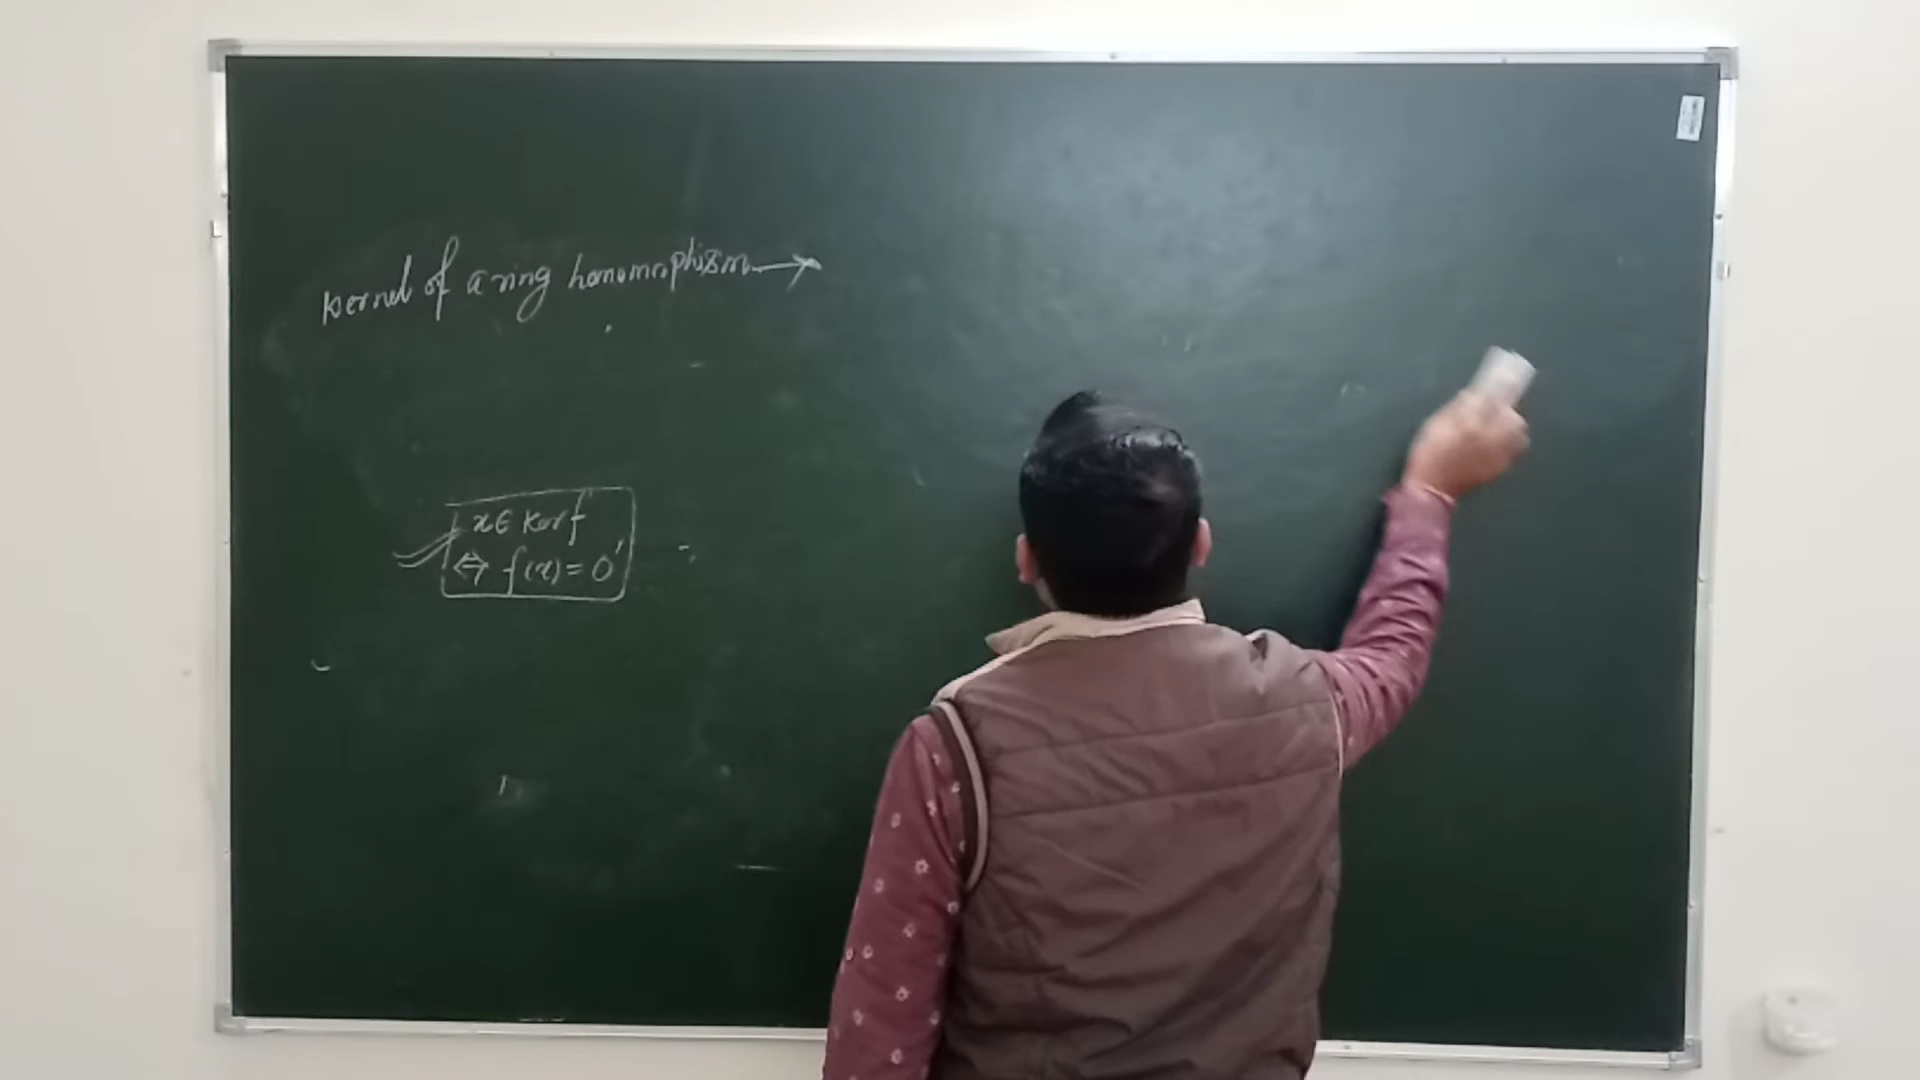 Kernel of a ring homomorphism →
x ∈ Ker f
⇔ f(x) = 0'